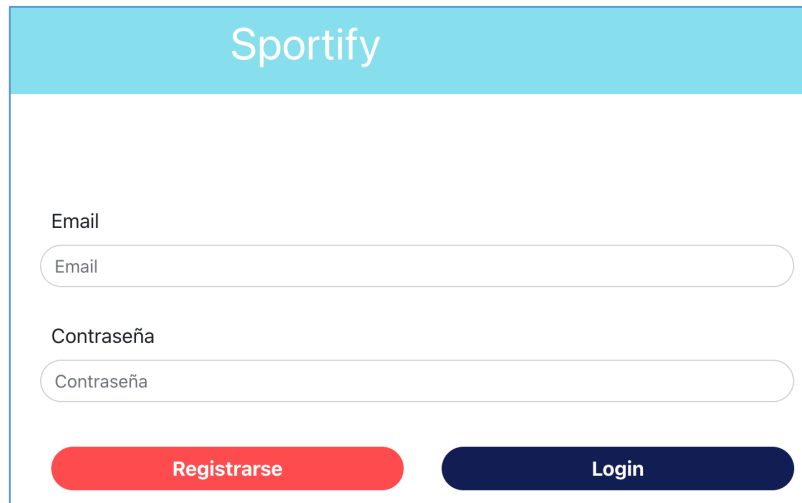 Sportify
Email
Email
Contraseña
Contraseña
Registrarse Login